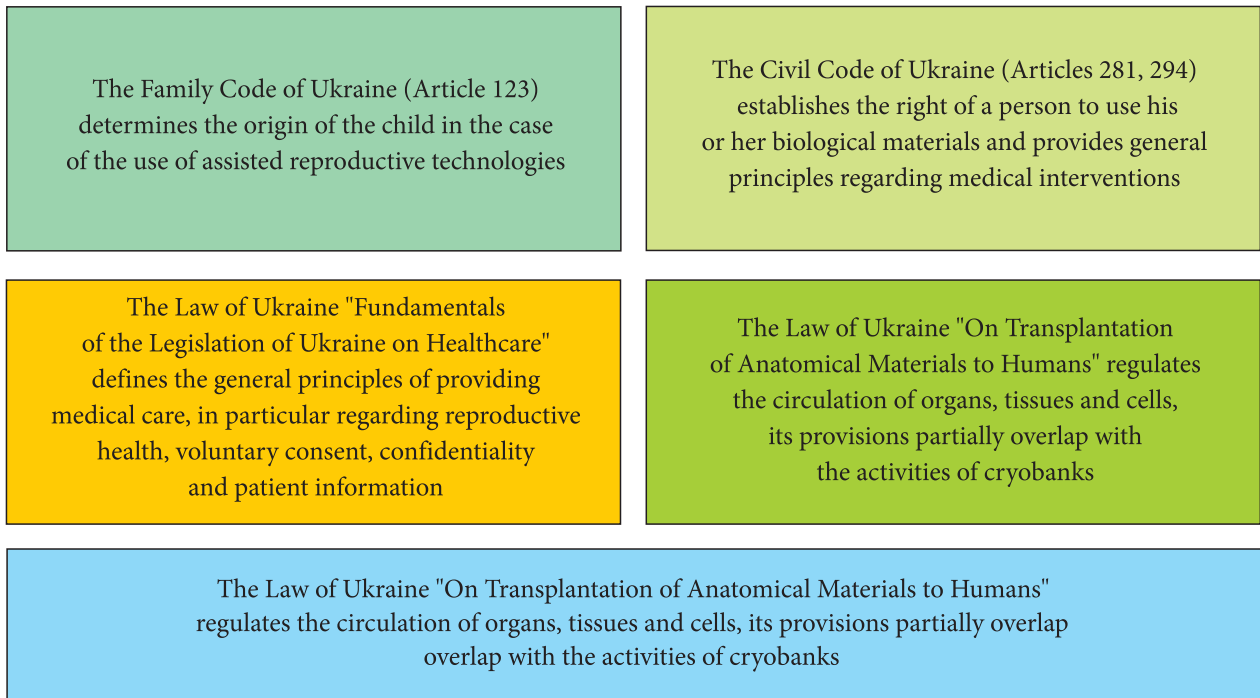 The Family Code of Ukraine (Article 123)
determines the origin of the child in the case
of the use of assisted reproductive technologies
The Civil Code of Ukraine (Articles 281, 294)
establishes the right of a person to use his
or her biological materials and provides general
principles regarding medical interventions
The Law of Ukraine "Fundamentals
of the Legislation of Ukraine on Healthcare"
defines the general principles of providing
medical care, in particular regarding reproductive
health, voluntary consent, confidentiality
and patient information
The Law of Ukraine "On Transplantation
of Anatomical Materials to Humans" regulates
the circulation of organs, tissues and cells,
its provisions partially overlap with
the activities of cryobanks
The Law of Ukraine "On Transplantation of Anatomical Materials to Humans"
regulates the circulation of organs, tissues and cells, its provisions partially overlap
overlap with the activities of cryobanks